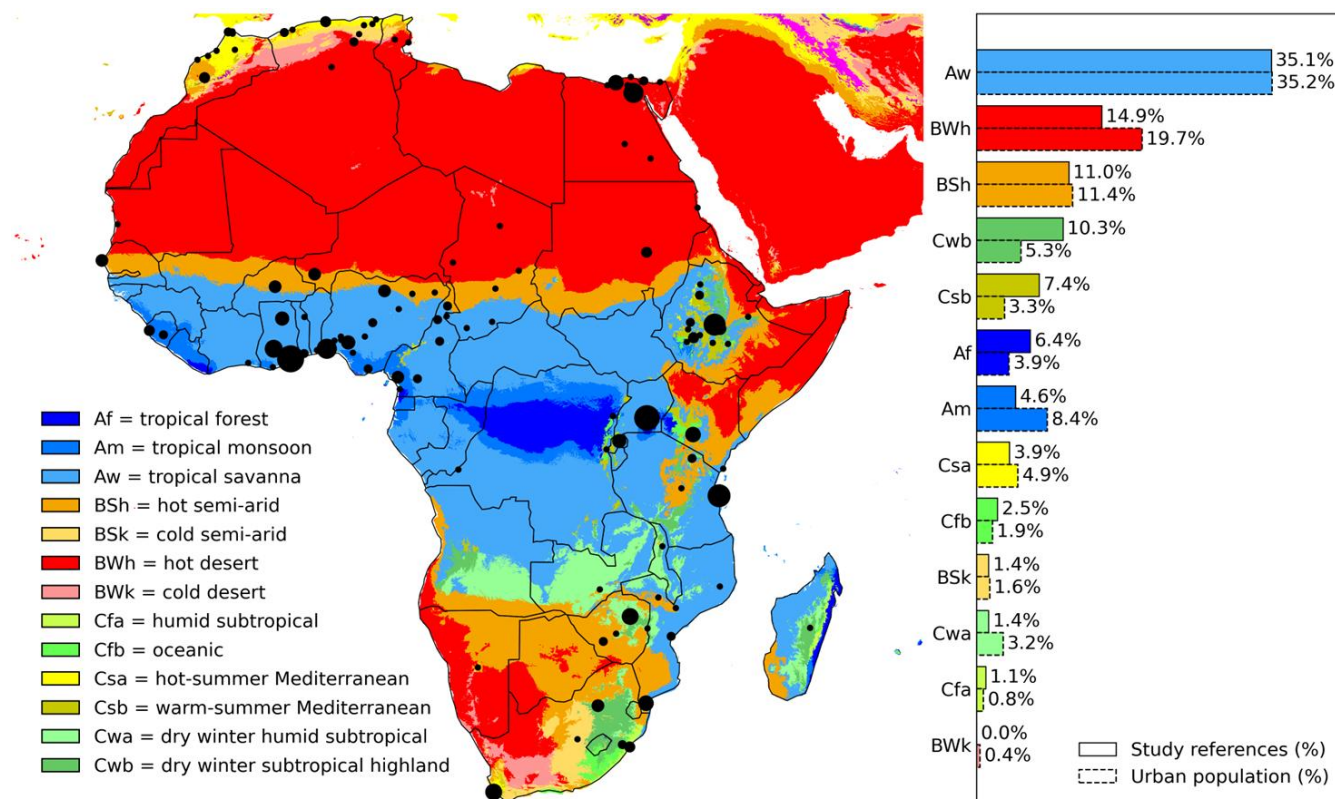 Af = tropical forest
Am = tropical monsoon
Aw = tropical savanna
BSh = hot semi-arid
BSk = cold semi-arid
BWh = hot desert
BWk = cold desert
Cfa = humid subtropical
Cfb = oceanic
Csa = hot-summer Mediterranean
Csb = warm-summer Mediterranean
Cwa = dry winter humid subtropical
Cwb = dry winter subtropical highland
Aw
35.1%
35.2%
BWh
14.9%
19.7%
BSh
11.0%
11.4%
Cwb
10.3%
5.3%
Csb
7.4%
3.3%
Af
6.4%
3.9%
Am
4.6%
8.4%
Csa
3.9%
4.9%
Cfb
2.5%
1.9%
BSk
1.4%
1.6%
Cwa
1.4%
3.2%
Cfa
1.1%
0.8%
BWk
0.0%
0.4%
Study references (%)
Urban population (%)